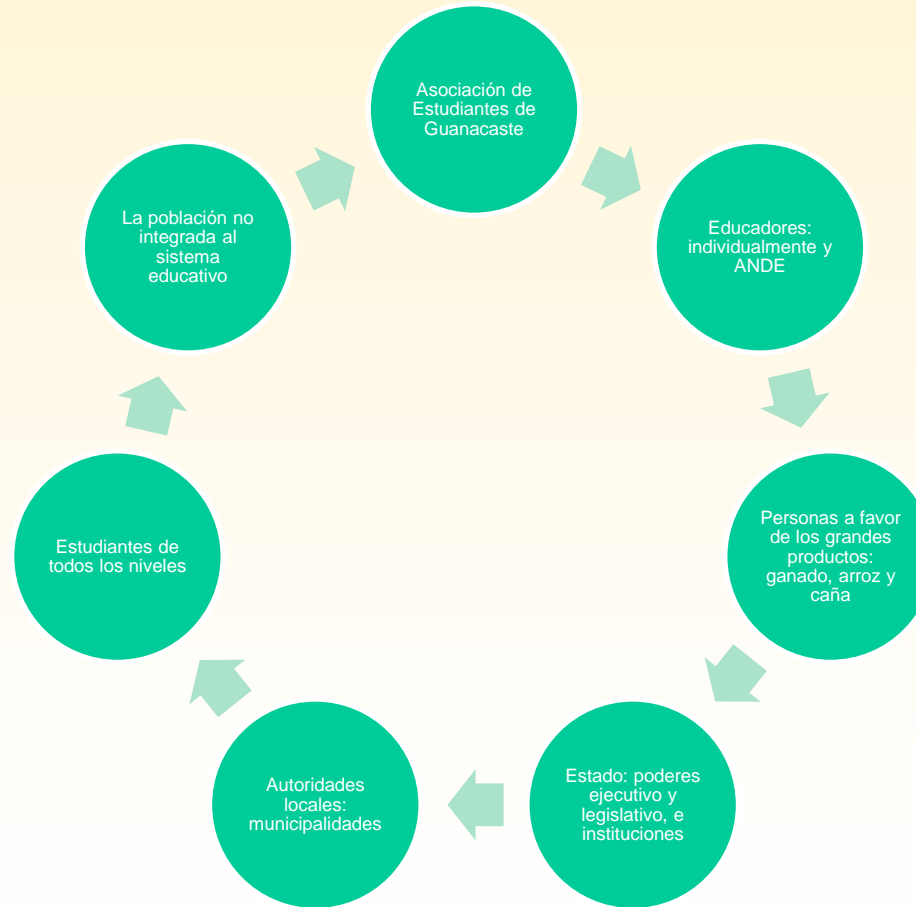 Asociación de
Estudiantes de
Guanacaste
Educadores:
individualmente y
ANDE
Personas a favor
de los grandes
productos:
ganado, arroz y
caña
Estado: poderes
ejecutivo y
legislativo, e
instituciones
Autoridades
locales:
municipalidades
Estudiantes de
todos los niveles
La población no
integrada al
sistema
educativo